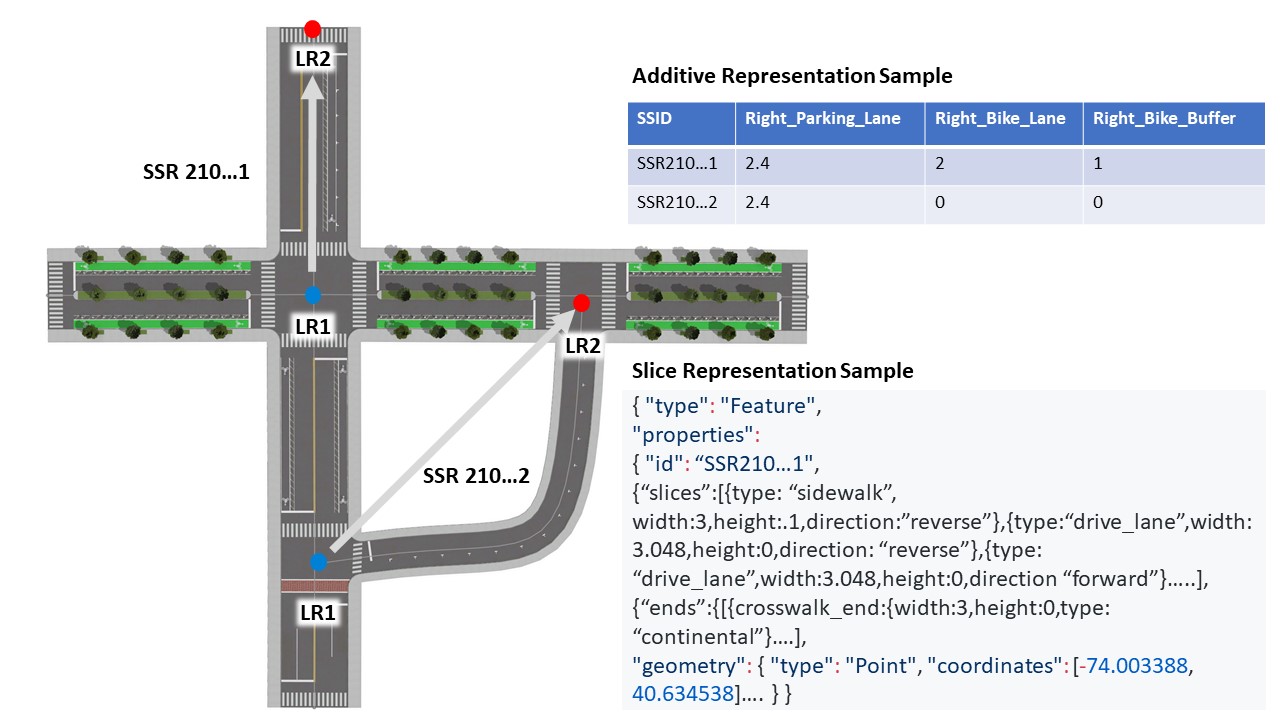 LR2
SSR 210...1
LR1
LR2
SSR 210...2
LR1
Additive Representation Sample
SSID Right_Parking_Lane Right_Bike_Lane Right_Bike_Buffer
SSR210...1 2.4 2 1
SSR210...2 2.4 0 0
Slice Representation Sample
{ "type": "Feature",
"properties":
{ "id": “SSR210...1",
{“slices”:[{type: “sidewalk”,
width:3,height:.1,direction:”reverse”},{type:“drive_lane”,width:
3.048,height:0,direction: “reverse”},{type:
“drive_lane”,width:3.048,height:0,direction “forward”}…..],
{“ends”:{[{crosswalk_end:{width:3,height:0,type:
“continental”}….],
"geometry": { "type": "Point", "coordinates": [-74.003388,
40.634538]…. } }